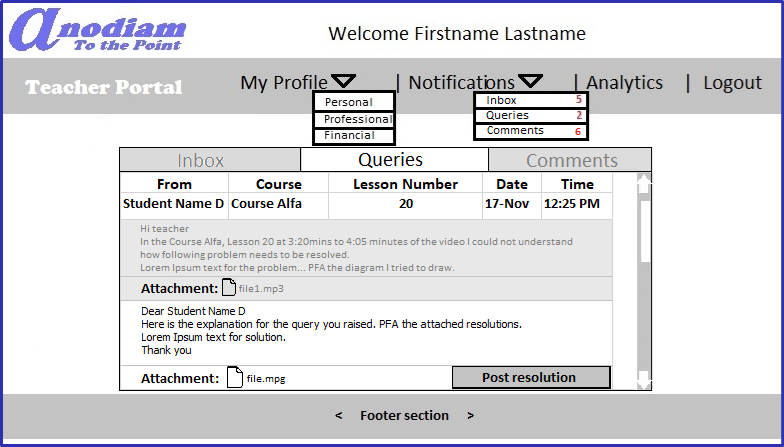 anodiam
To the Point
Welcome Firstname Lastname
Teacher Portal
My Profile | Notifications | Analytics | Logout
Personal
Professional
Financial
Inbox 5
Queries 2
Comments 6
Inbox Queries Comments
From Course Lesson Number Date Time
Student Name D Course Alfa 20 17-Nov 12:25 PM
Hi teacher
In the Course Alfa, Lesson 20 at 3:20mins to 4:05 minutes of the video I could not understand
how following problem needs to be resolved.
Lorem Ipsum text for the problem... PFA the diagram I tried to draw.
Attachment: file1.mp3
Dear Student Name D
Here is the explanation for the query you raised. PFA the attached resolutions.
Lorem Ipsum text for solution.
Thank you
Attachment: file.mpg Post resolution
< Footer section >